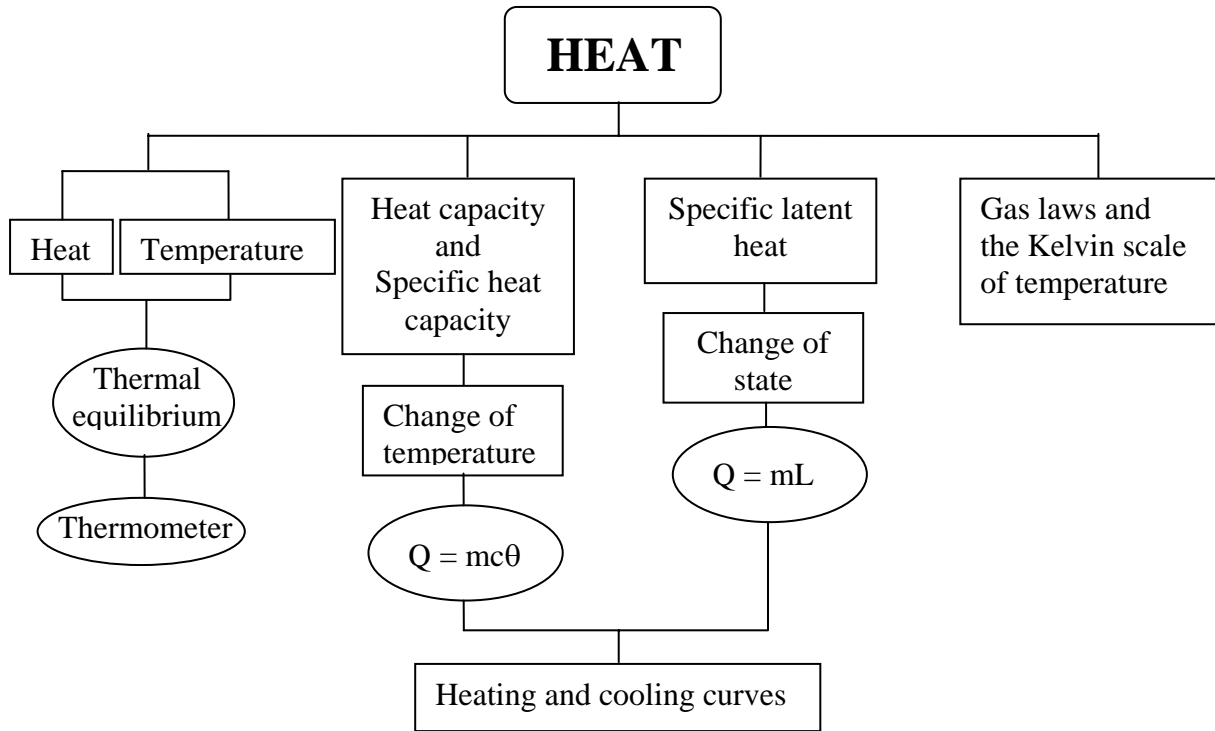 HEAT
Heat
Temperature
Thermal
equilibrium
Thermometer
Heat capacity
and
Specific heat
capacity
Change of
temperature
Q = mcθ
Specific latent
heat
Change of
state
Q = mL
Gas laws and
the Kelvin scale
of temperature
Heating and cooling curves